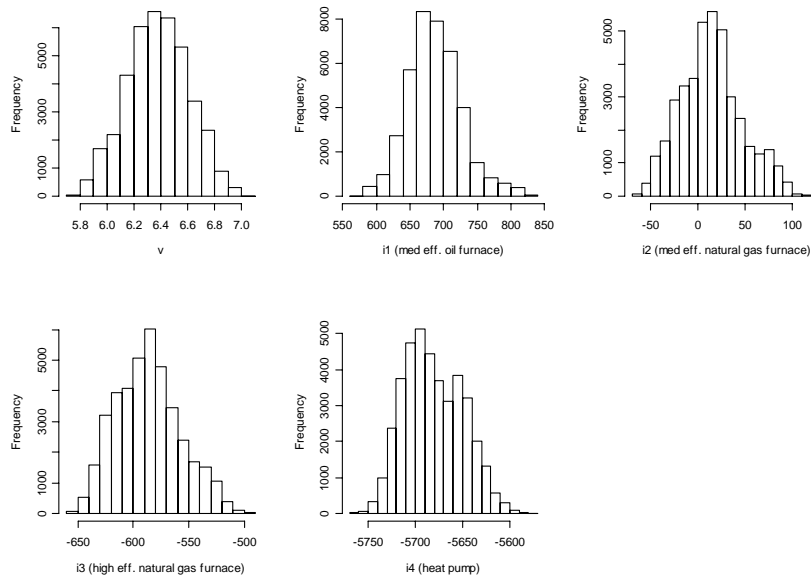 Frequency
0
1000
3000
5000
5.8 6.0 6.2 6.4 6.6 6.8 7.0
v
Frequency
0
2000
4000
6000
8000
550 600 650 700 750 800 850
i1 (med eff. oil furnace)
Frequency
0
1000
3000
5000
-50 0 50 100
i2 (med eff. natural gas furnace)
Frequency
0
1000
3000
5000
-650 -600 -550 -500
i3 (high eff. natural gas furnace)
Frequency
0
1000
2000
3000
4000
5000
-5750 -5700 -5650 -5600
i4 (heat pump)